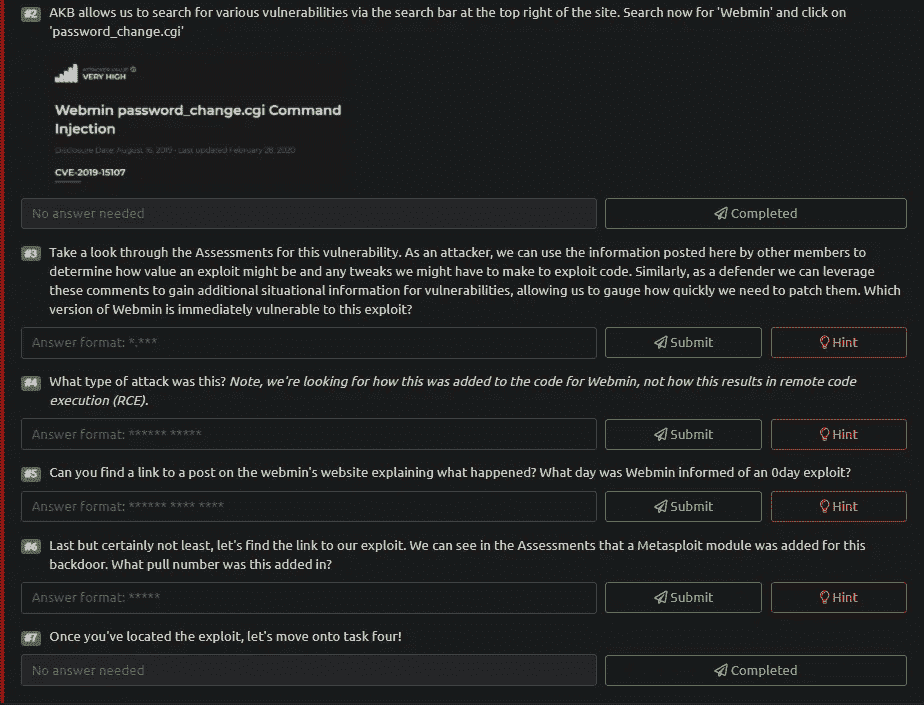 #2 AKB allows us to search for various vulnerabilities via the search bar at the top right of the site. Search now for 'Webmin' and click on
'password_change.cgi'
ATTACKER VALUE
VERY HIGH
Webmin password_change.cgi Command
Injection
Disclosure Date: August 16, 2019 • Last updated February 28, 2020
CVE-2019-15107
No answer needed
Completed
#3 Take a look through the Assessments for this vulnerability. As an attacker, we can use the information posted here by other members to
determine how value an exploit might be and any tweaks we might have to make to exploit code. Similarly, as a defender we can leverage
these comments to gain additional situational information for vulnerabilities, allowing us to gauge how quickly we need to patch them. Which
version of Webmin is immediately vulnerable to this exploit?
Answer format: *.***
Submit
Hint
#4 What type of attack was this? Note, we're looking for how this was added to the code for Webmin, not how this results in remote code
execution (RCE).
Answer format: ****** *****
Submit
Hint
#5 Can you find a link to a post on the webmin's website explaining what happened? What day was Webmin informed of an 0day exploit?
Answer format: ****** **** ****
Submit
Hint
#6 Last but certainly not least, let's find the link to our exploit. We can see in the Assessments that a Metasploit module was added for this
backdoor. What pull number was this added in?
Answer format: *****
Submit
Hint
#7 Once you've located the exploit, let's move onto task four!
No answer needed
Completed